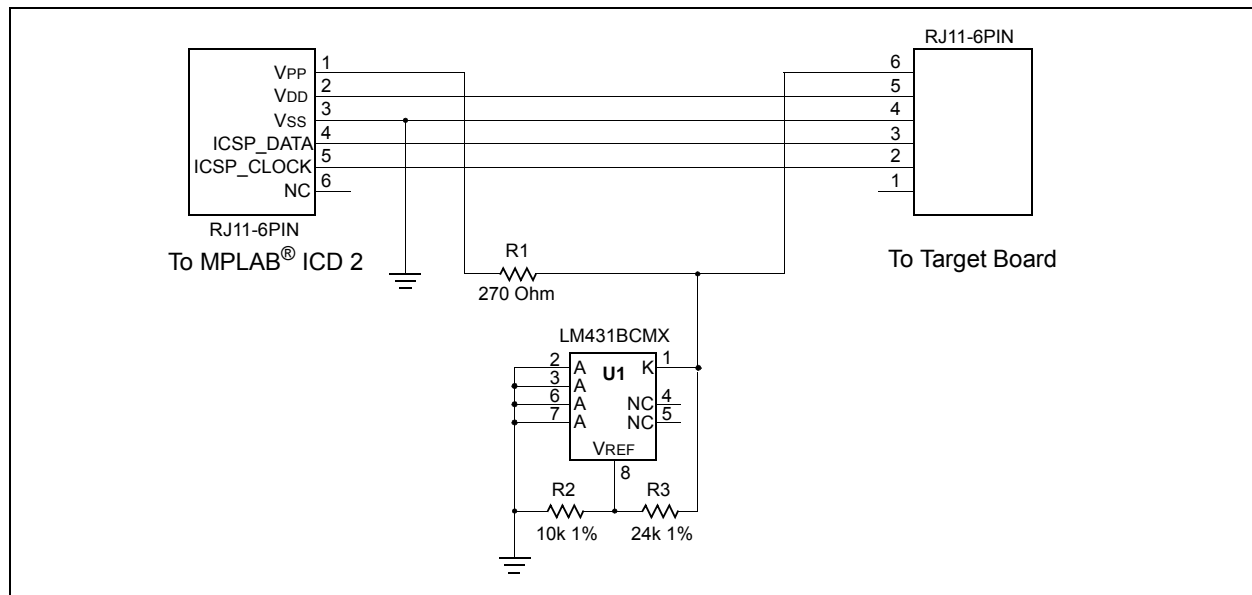 RJ11-6PIN
VPP 1
VDD 2
VSS 3
ICSP_DATA 4
ICSP_CLOCK 5
NC 6
RJ11-6PIN
To MPLAB® ICD 2
6
5
4
3
2
1
To Target Board
R1
270 Ohm
LM431BCMX
2 A U1 K 1
3 A
6 A NC 4
7 A NC 5
VREF
8
R2 R3
10k 1% 24k 1%